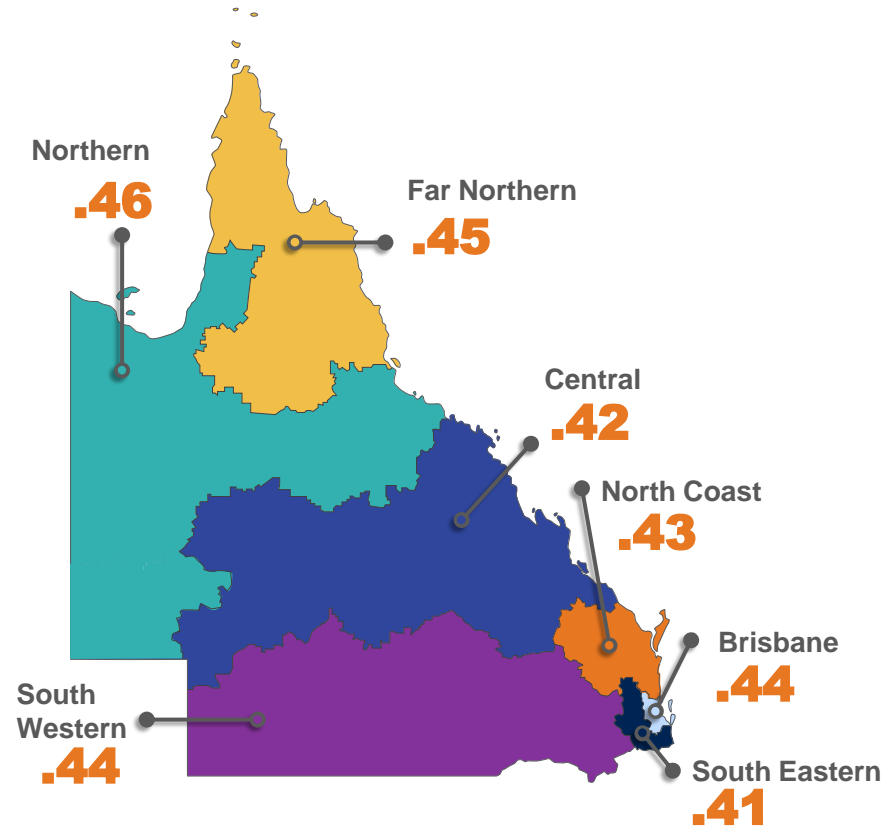 Northern
.46
Far Northern
.45
Central
.42
North Coast
.43
Brisbane
.44
South
Western
.44
South Eastern
.41